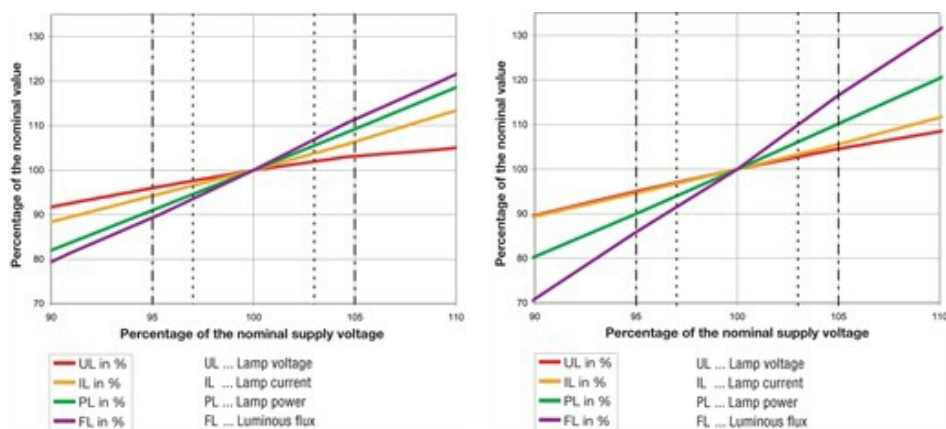 130
120
110
100
90
80
70
90
95
100
105
110
Percentage of the nominal value
Percentage of the nominal supply voltage
UL in %
IL in %
PL in %
FL in %
UL ... Lamp voltage
IL ... Lamp current
PL ... Lamp power
FL ... Luminous flux
130
120
110
100
90
80
70
90
95
100
105
110
Percentage of the nominal value
Percentage of the nominal supply voltage
UL in %
IL in %
PL in %
FL in %
UL ... Lamp voltage
IL ... Lamp current
PL ... Lamp power
FL ... Luminous flux